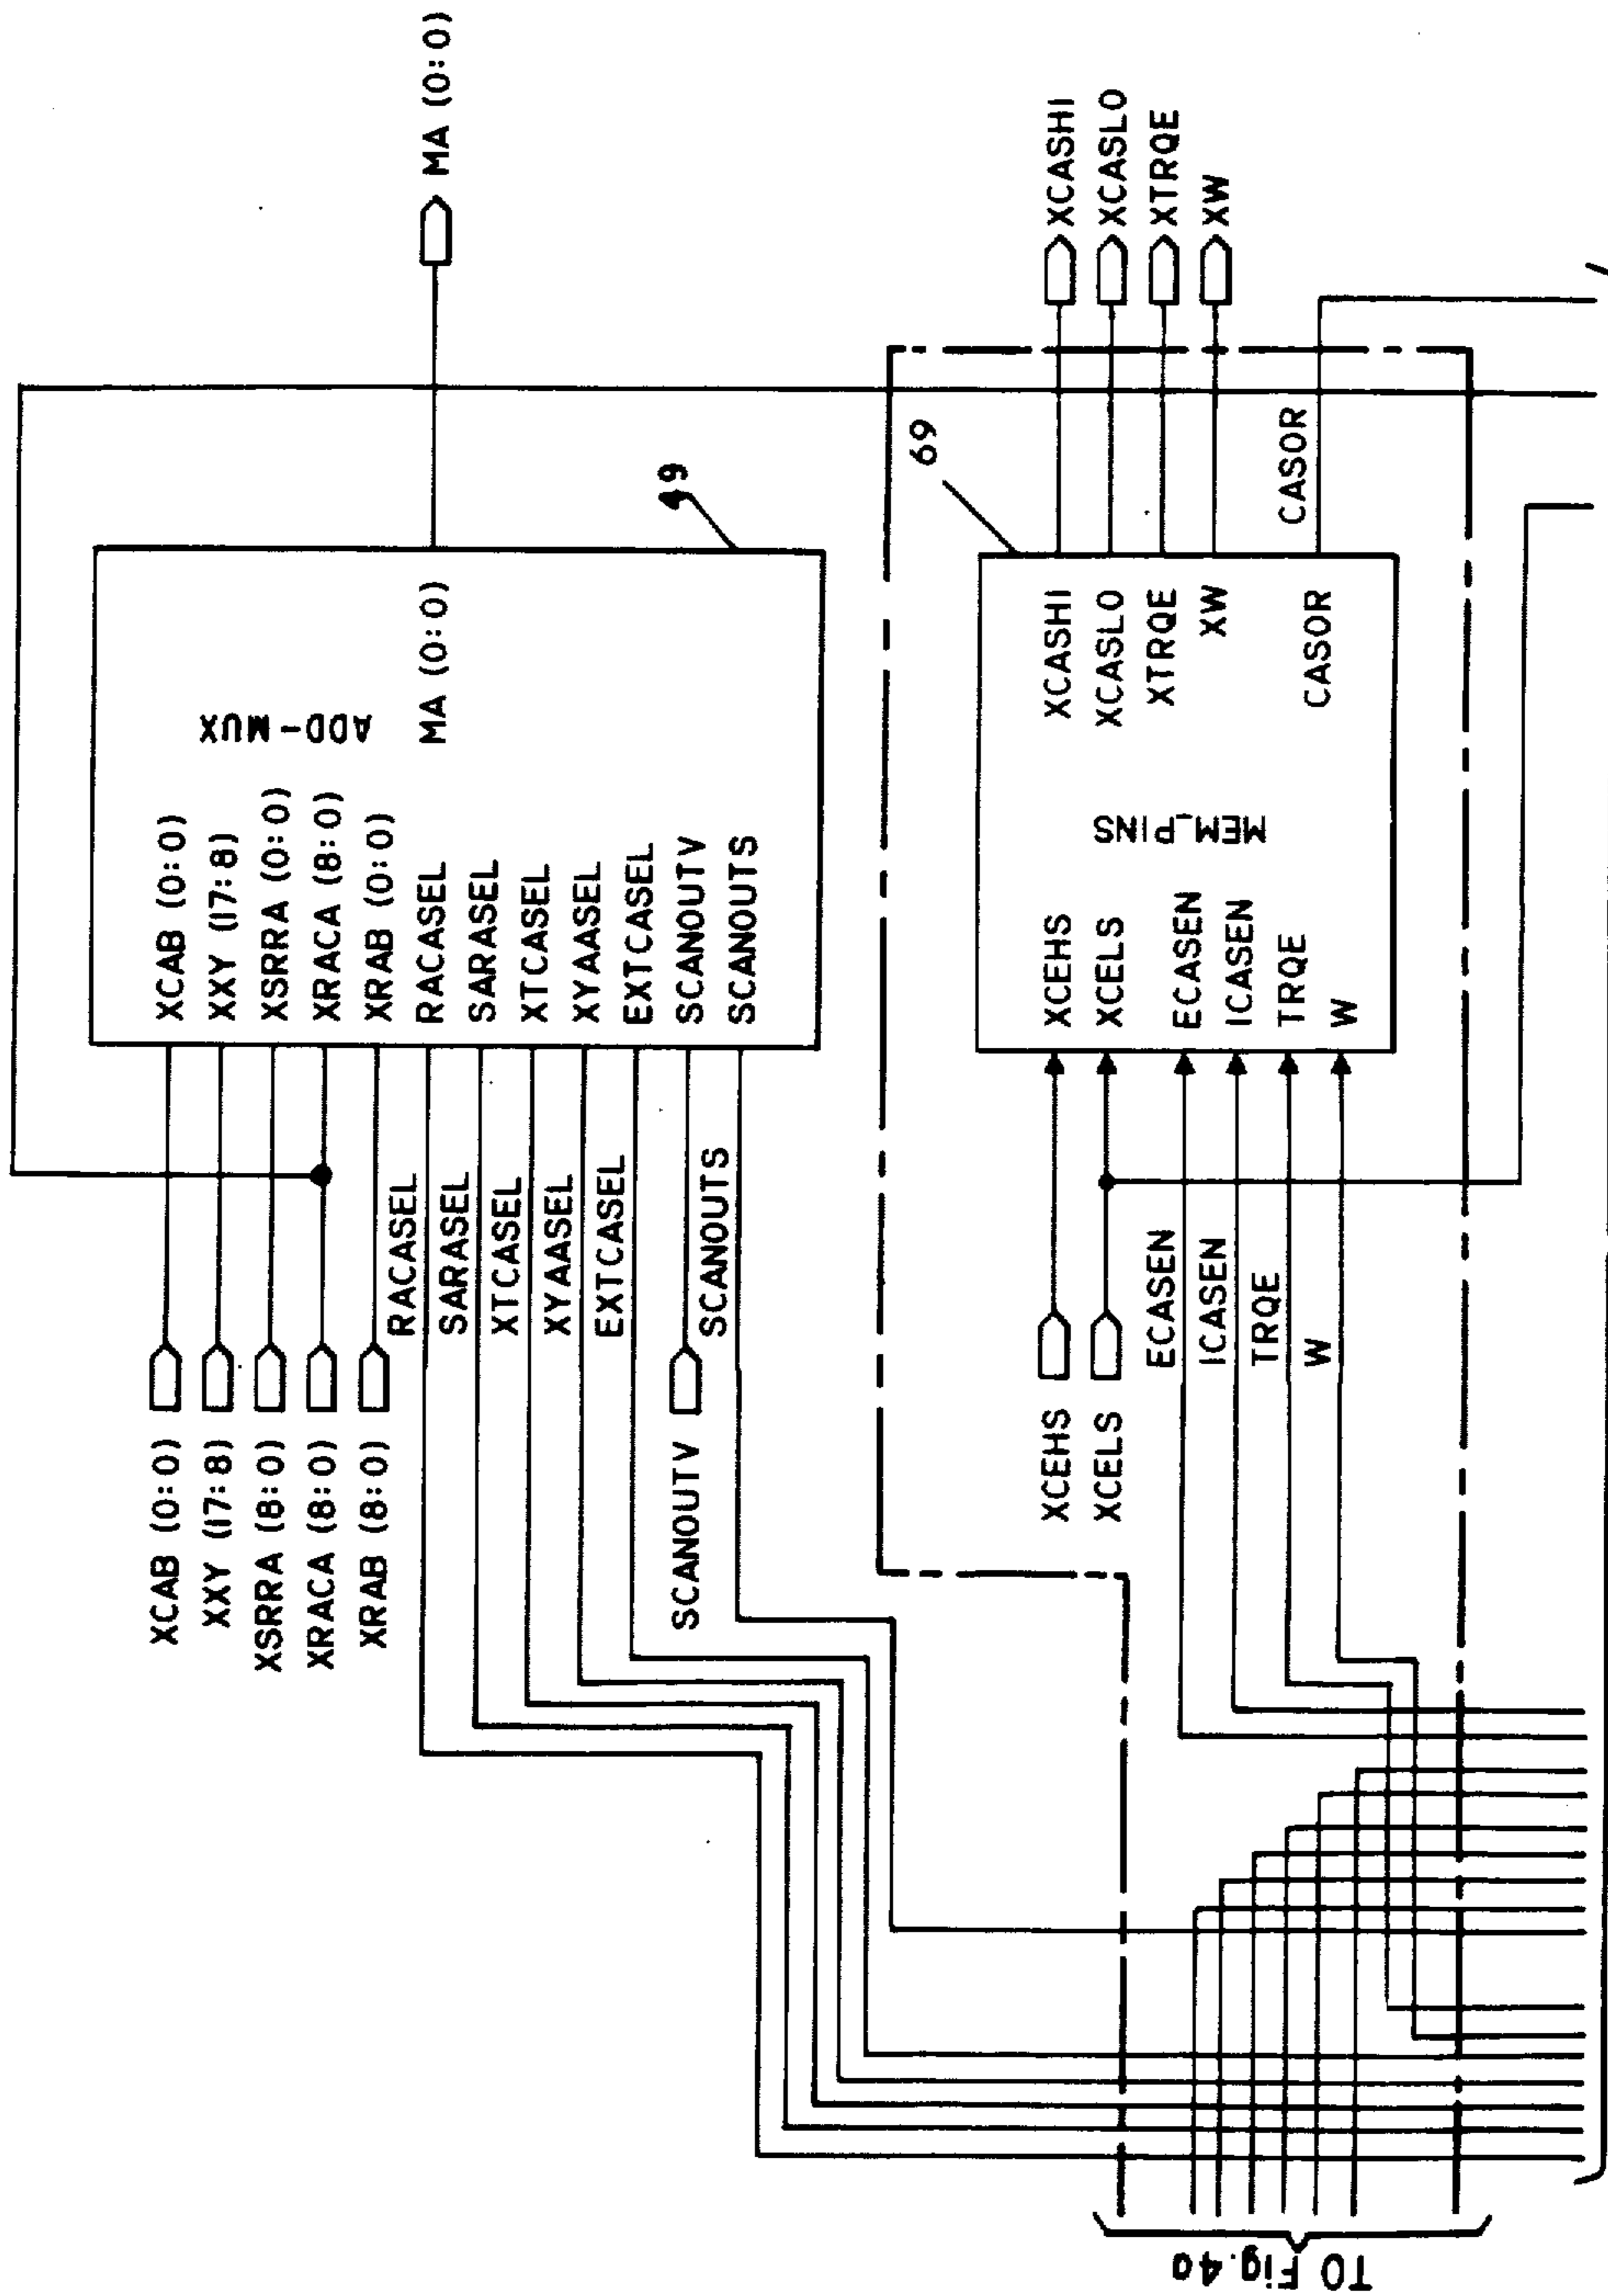 XCAB (0:0)
XXY (17:8)
XSRRA (8:0)
XRACA (8:0)
XRAB (8:0)
RACASEL
SARASEL
XTCASEL
XYAASEL
EXTCASEL
SCANOUTV
SCANOUTS
XCAB (0:0)
XXY (17:8)
XSRRA (0:0)
XRACA (8:0)
XRAB (0:0)
RACASEL
SARASEL
XTCASEL
XYAASEL
EXTCASEL
SCANOUTV
SCANOUTS
ADD-MUX
MA (0:0)
MA (0:0)
49
XCEHS
XCELS
ECASEN
ICASEN
TRQE
W
XCEHS
XCELS
ECASEN
ICASEN
TRQE
W
MEM_PINS
XCASHI
XCASLO
XTRQE
XW
CASOR
69
XCASHI
XCASLO
XTRQE
XW
CASOR
TO Fig.4a